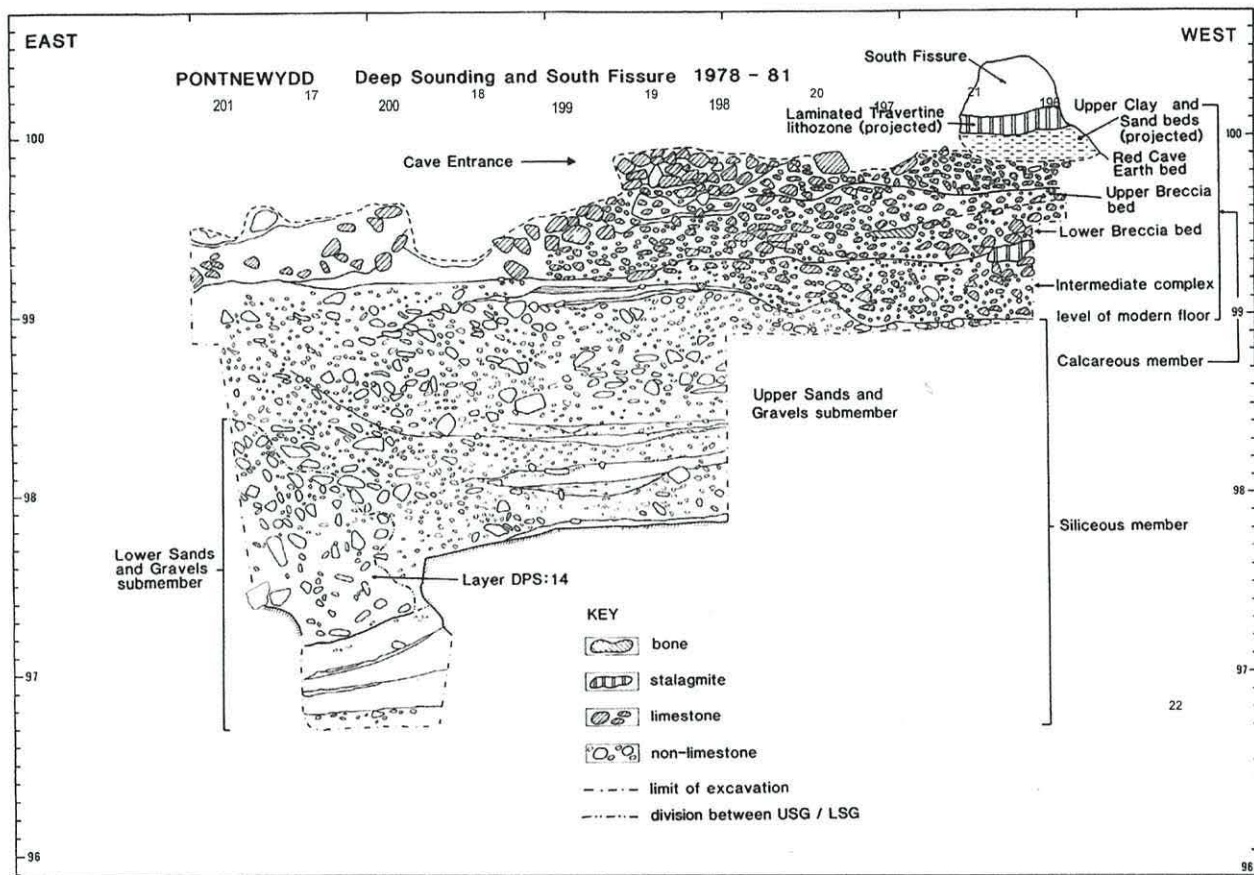 EAST
WEST
PONTNEWYDD Deep Sounding and South Fissure 1978 - 81
201 17 200 18 199 19 198 20 197 21 196 22
South Fissure
Laminated Travertine
lithozone (projected)
Upper Clay and
Sand beds
(projected)
Red Cave
Earth bed
Upper Breccia
bed
Lower Breccia bed
Intermediate complex
level of modern floor
Calcareous member
Cave Entrance
Upper Sands and
Gravels submember
Siliceous member
Lower Sands
and Gravels
submember
Layer DPS:14
KEY
bone
stalagmite
limestone
non-limestone
limit of excavation
division between USG / LSG
100
99
98
97
96
100
99
98
97
96